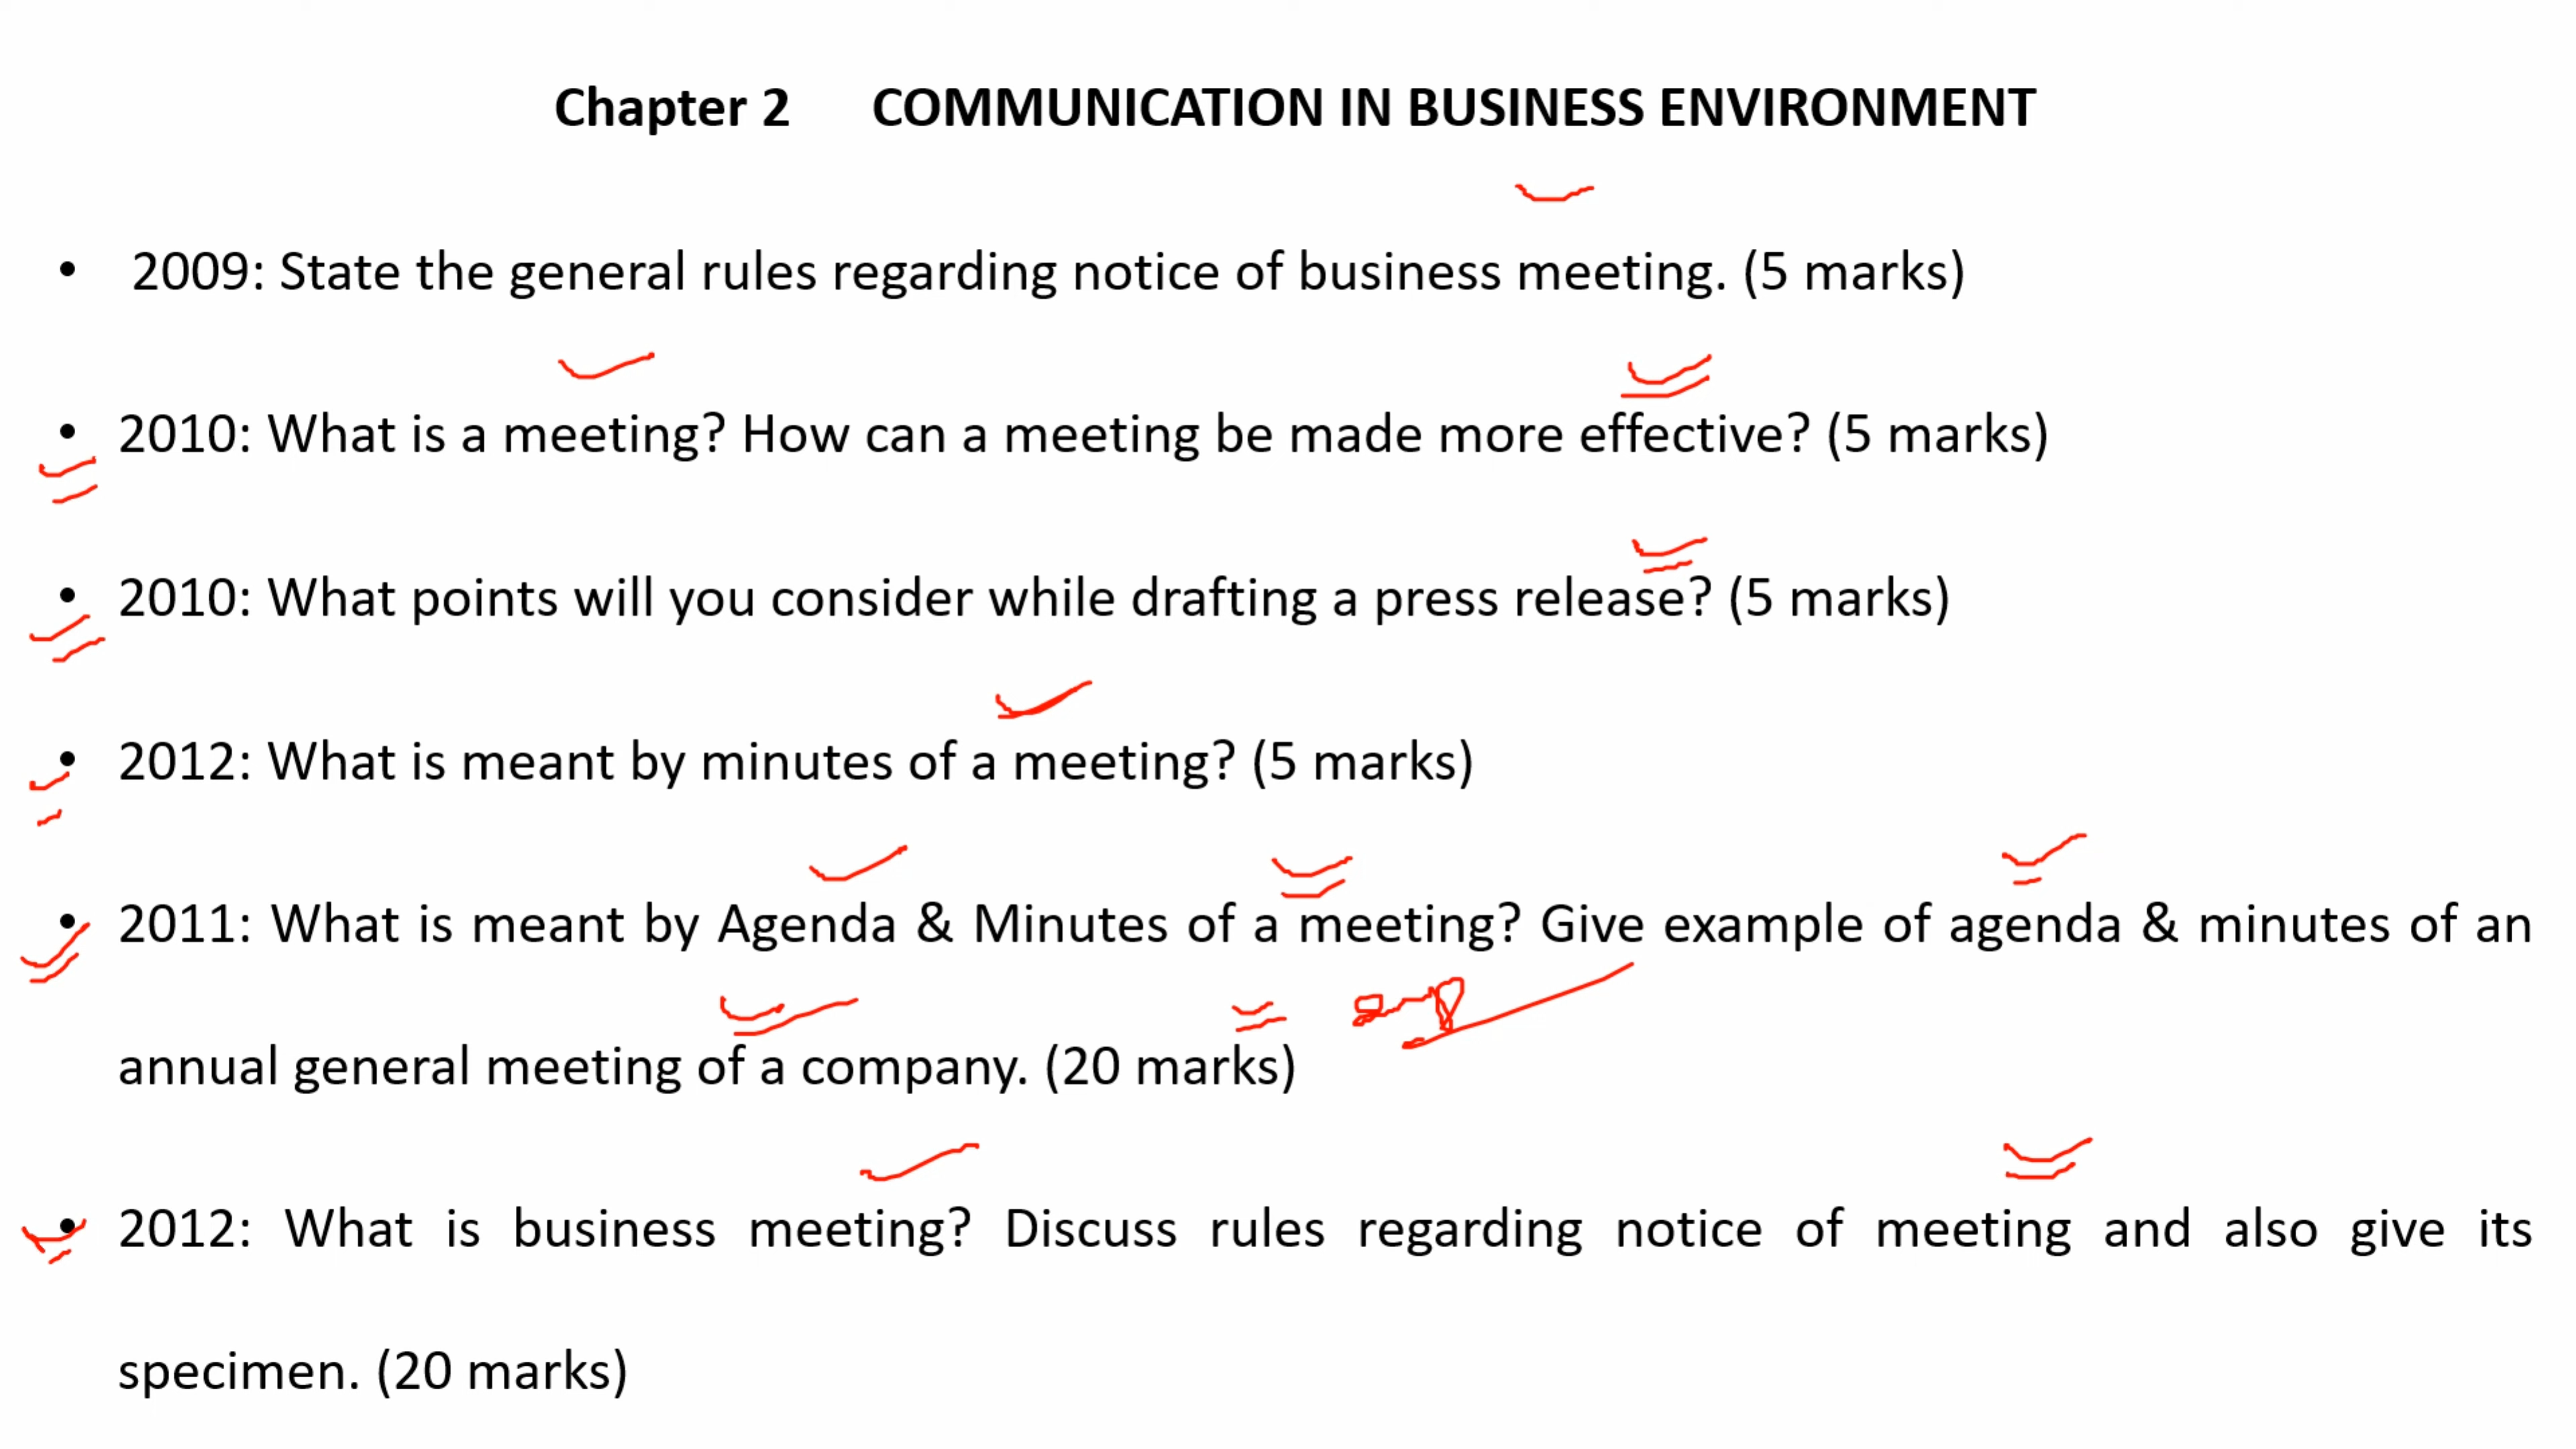 Chapter 2 COMMUNICATION IN BUSINESS ENVIRONMENT
• 2009: State the general rules regarding notice of business meeting. (5 marks)
• 2010: What is a meeting? How can a meeting be made more effective? (5 marks)
• 2010: What points will you consider while drafting a press release? (5 marks)
• 2012: What is meant by minutes of a meeting? (5 marks)
• 2011: What is meant by Agenda & Minutes of a meeting? Give example of agenda & minutes of an
annual general meeting of a company. (20 marks)
• 2012: What is business meeting? Discuss rules regarding notice of meeting and also give its
specimen. (20 marks)